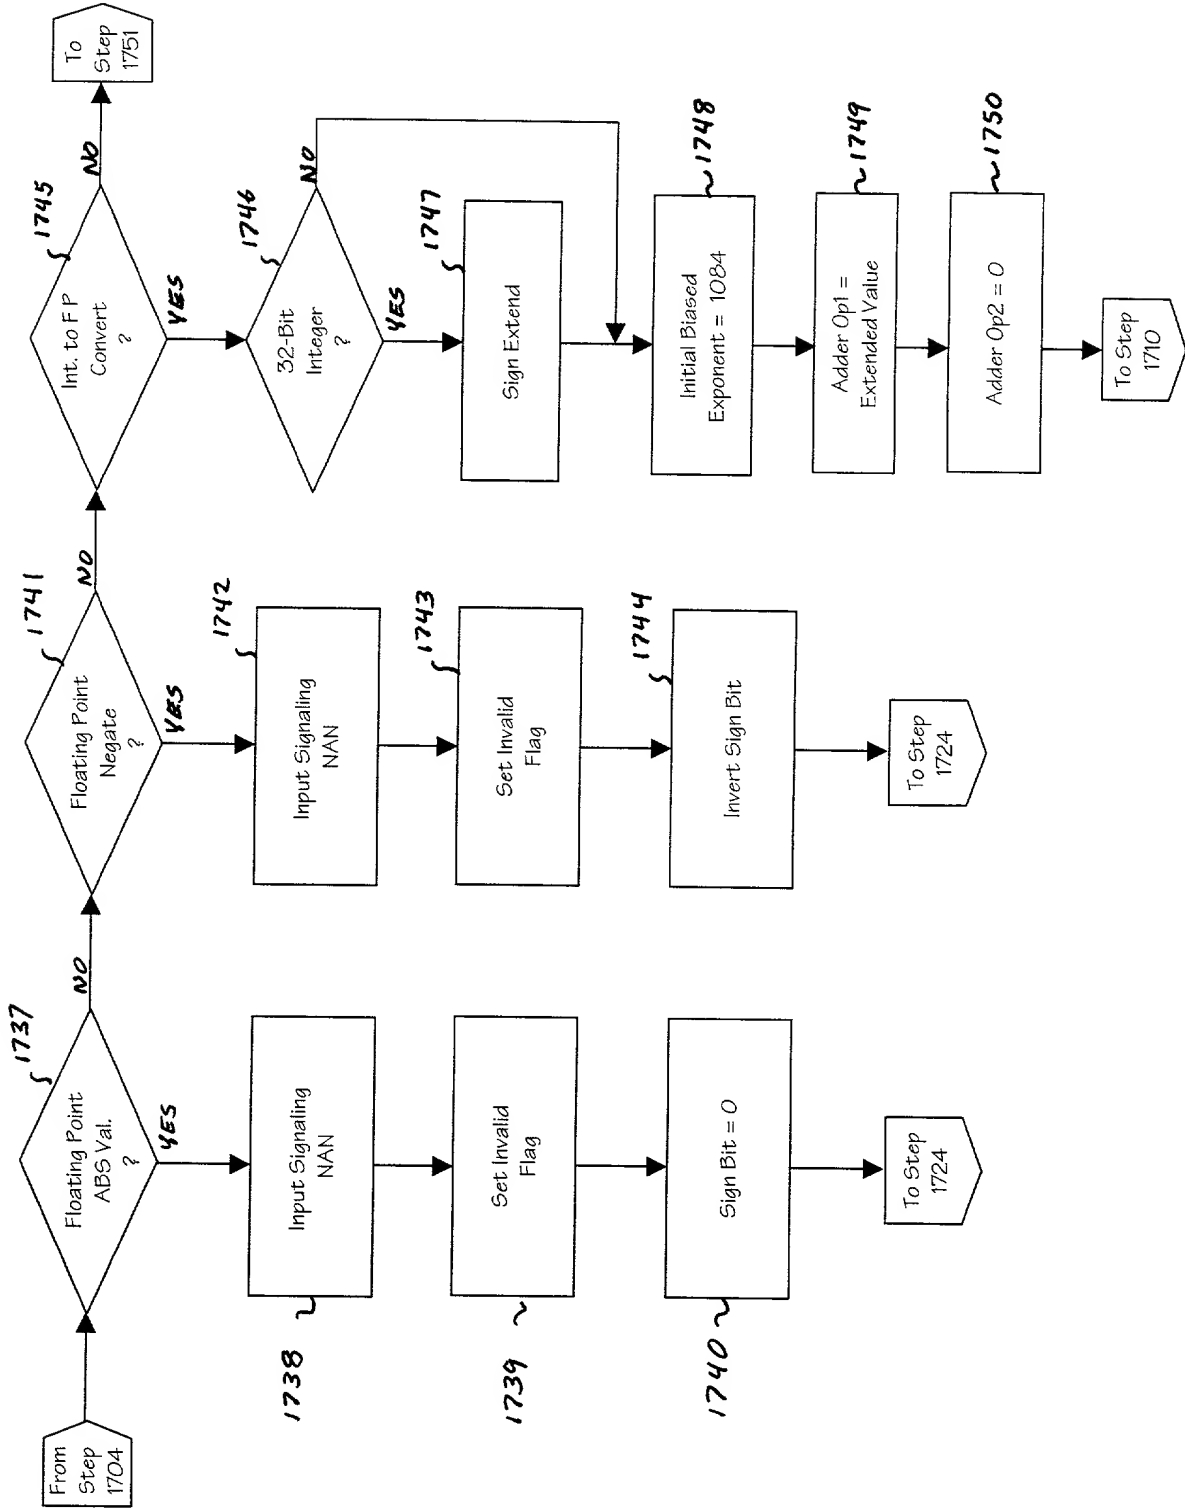 From
Step
1704
Floating Point
ABS Val.
?
1737
NO
YES
Input Signaling
NAN
1738
Set Invalid
Flag
1739
Sign Bit = 0
1740
To Step
1724
Floating Point
Negate
?
1741
NO
YES
Input Signaling
NAN
1742
Set Invalid
Flag
1743
Invert Sign Bit
1744
To Step
1724
Int. to F P
Convert
?
1745
NO
To
Step
1751
YES
32-Bit
Integer
?
1746
NO
YES
Sign Extend
1747
Initial Biased
Exponent = 1084
1748
Adder Op1 =
Extended Value
1749
Adder Op2 = 0
1750
To Step
1710